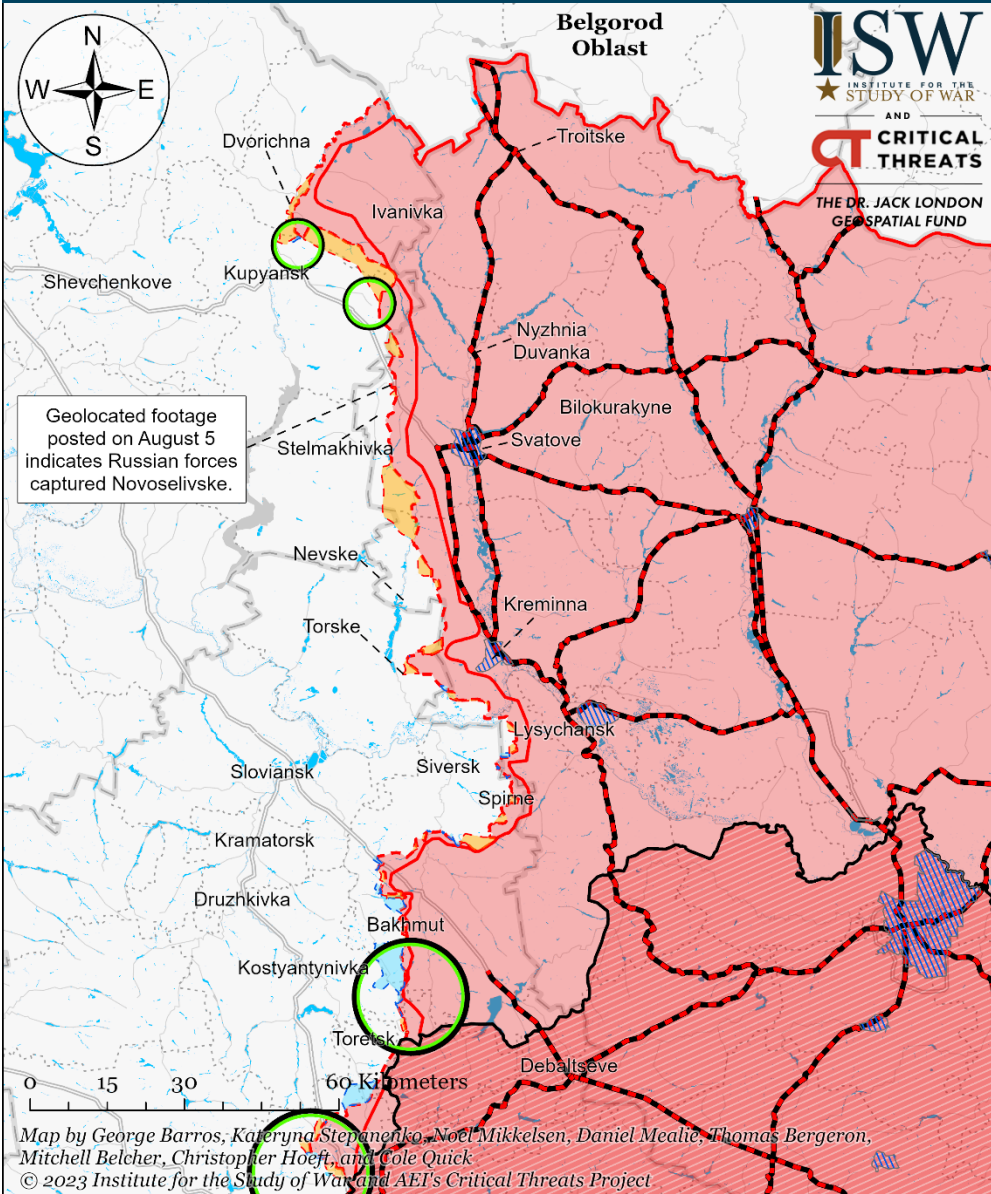 N
W
E
S
Belgorod
Oblast
ISW
INSTITUTE FOR THE
STUDY OF WAR
AND
CT CRITICAL
THREATS
THE DR. JACK LONDON
GEOSPATIAL FUND
Dvorichna
Troitske
Ivanivka
Kupyansk
Shevchenkove
Nyzhnia
Duvanka
Bilokurakyne
Geolocated footage
posted on August 5
indicates Russian forces
captured Novoselivske.
Stelmakhivka
Svatove
Nevske
Kreminna
Torske
Lysychansk
Sloviansk
Siversk
Spirne
Kramatorsk
Druzhkivka
Bakhmut
Kostyantynivka
Toretsk
Debaltseve
0 15 30 60 Kilometers
Map by George Barros, Kateryna Stepanenko, Noel Mikkelsen, Daniel Mealie, Thomas Bergeron,
Mitchell Belcher, Christopher Hoeft, and Cole Quick
© 2023 Institute for the Study of War and AEI's Critical Threats Project